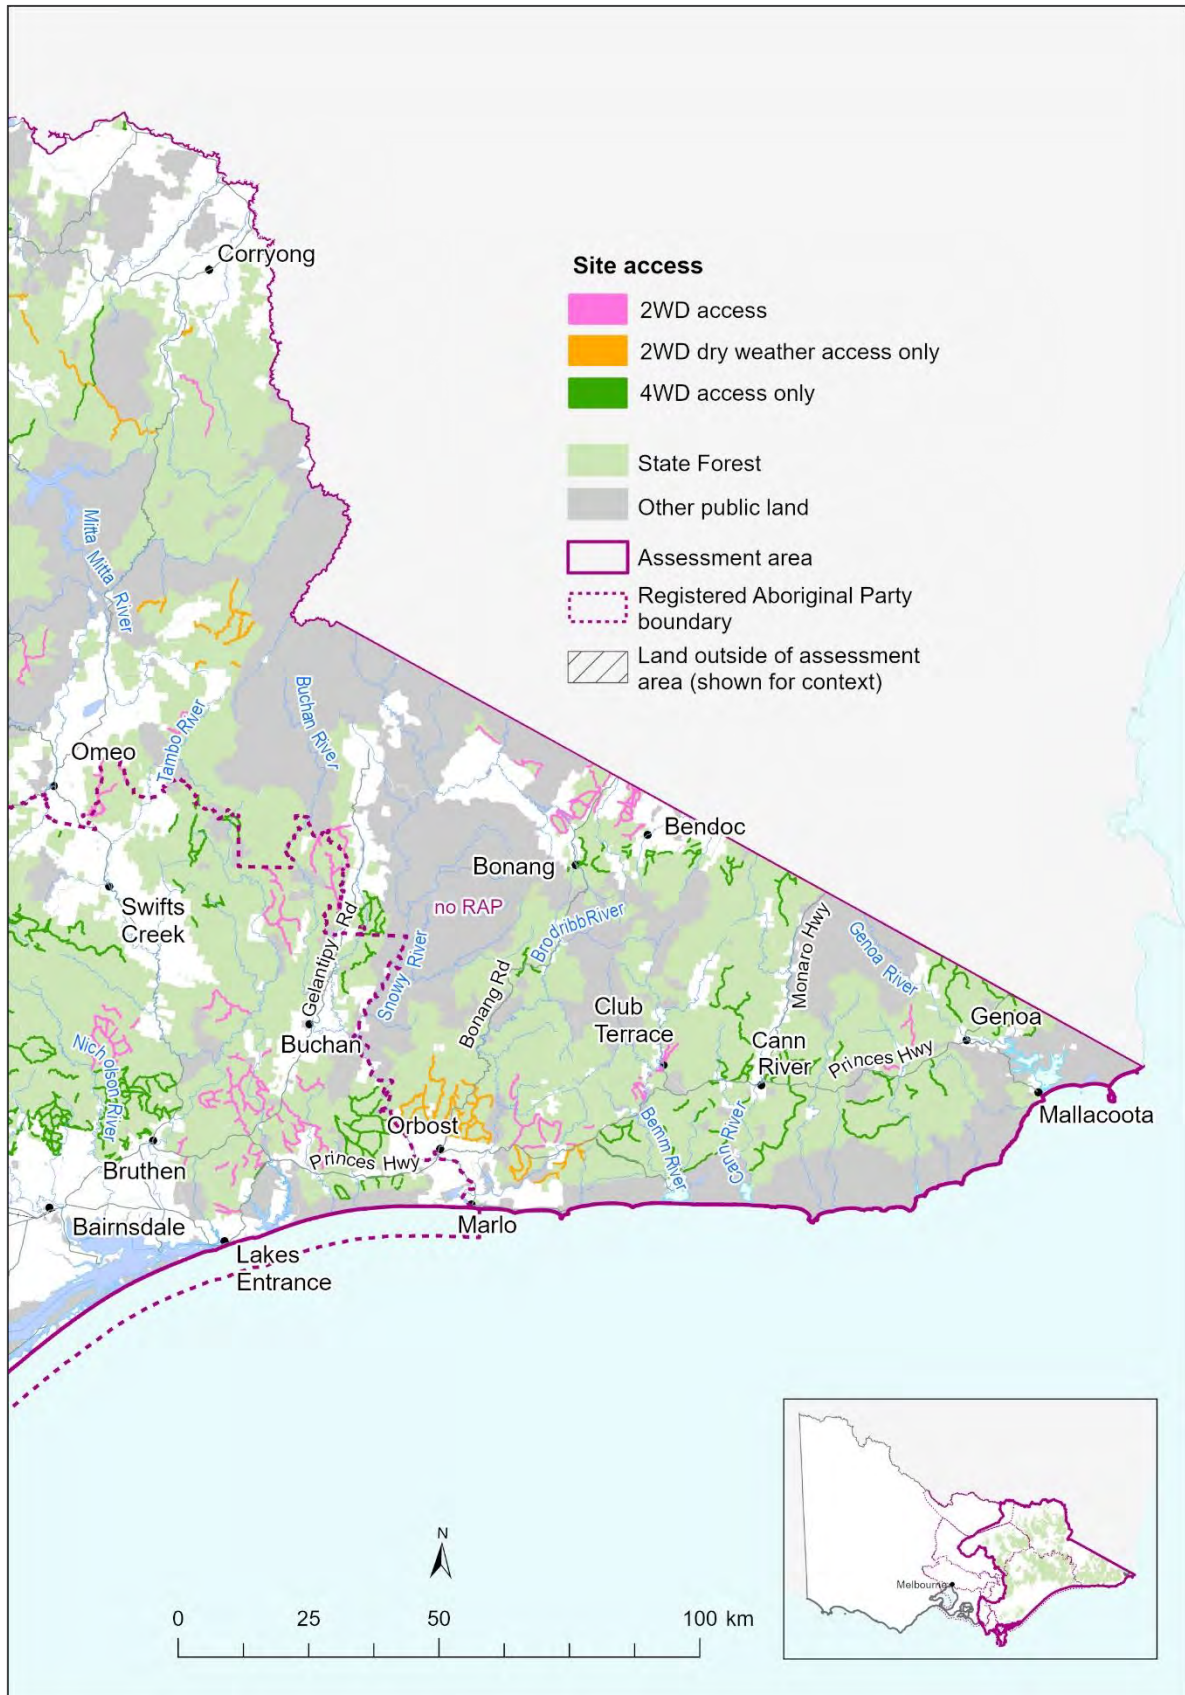 Corryong
Site access
2WD access
2WD dry weather access only
4WD access only
State Forest
Other public land
Assessment area
Registered Aboriginal Party
boundary
Land outside of assessment
area (shown for context)
Mitta Mitta River
Buchan River
Tambo River
Omeo
Bendoc
Bonang
Swifts
Creek
no RAP
Gelantipy Rd
Snowy River
Brodribb River
Bonang Rd
Monaro Hwy
Genoa River
Club
Terrace
Genoa
Buchan
Cann
River
Princes Hwy
Nicholson River
Mallacoota
Orbost
Bemm River
Cann River
Bruthen
Princes Hwy
Bairnsdale
Marlo
Lakes
Entrance
Melbourne
N
0 25 50 100 km